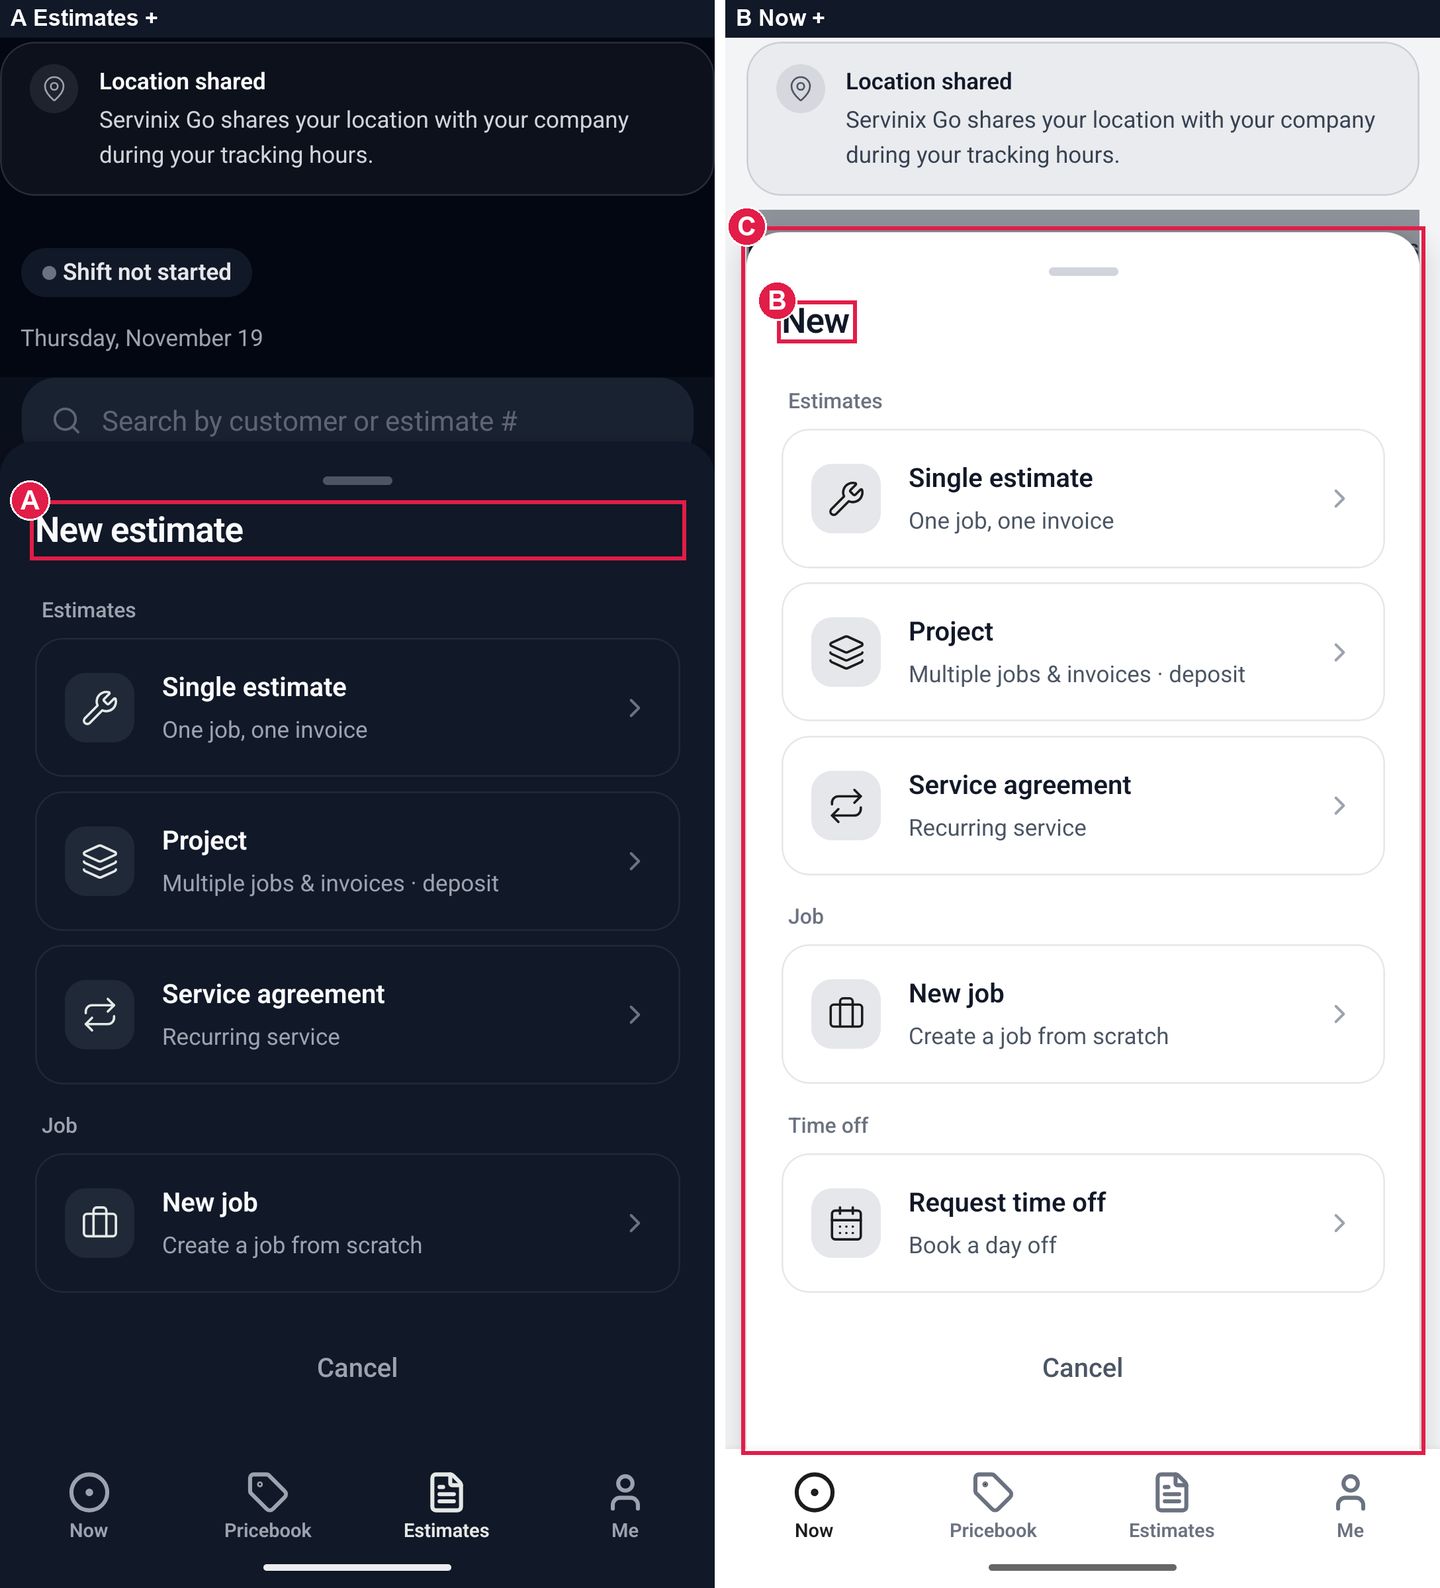 A Estimates +
Location shared
Servinix Go shares your location with your company
during your tracking hours.
Shift not started
Thursday, November 19
Search by customer or estimate #
A
New estimate
Estimates
Single estimate
One job, one invoice
Project
Multiple jobs & invoices · deposit
Service agreement
Recurring service
Job
New job
Create a job from scratch
Cancel
Now
Pricebook
Estimates
Me
B Now +
Location shared
Servinix Go shares your location with your company
during your tracking hours.
C
B
New
Estimates
Single estimate
One job, one invoice
Project
Multiple jobs & invoices · deposit
Service agreement
Recurring service
Job
New job
Create a job from scratch
Time off
Request time off
Book a day off
Cancel
Now
Pricebook
Estimates
Me